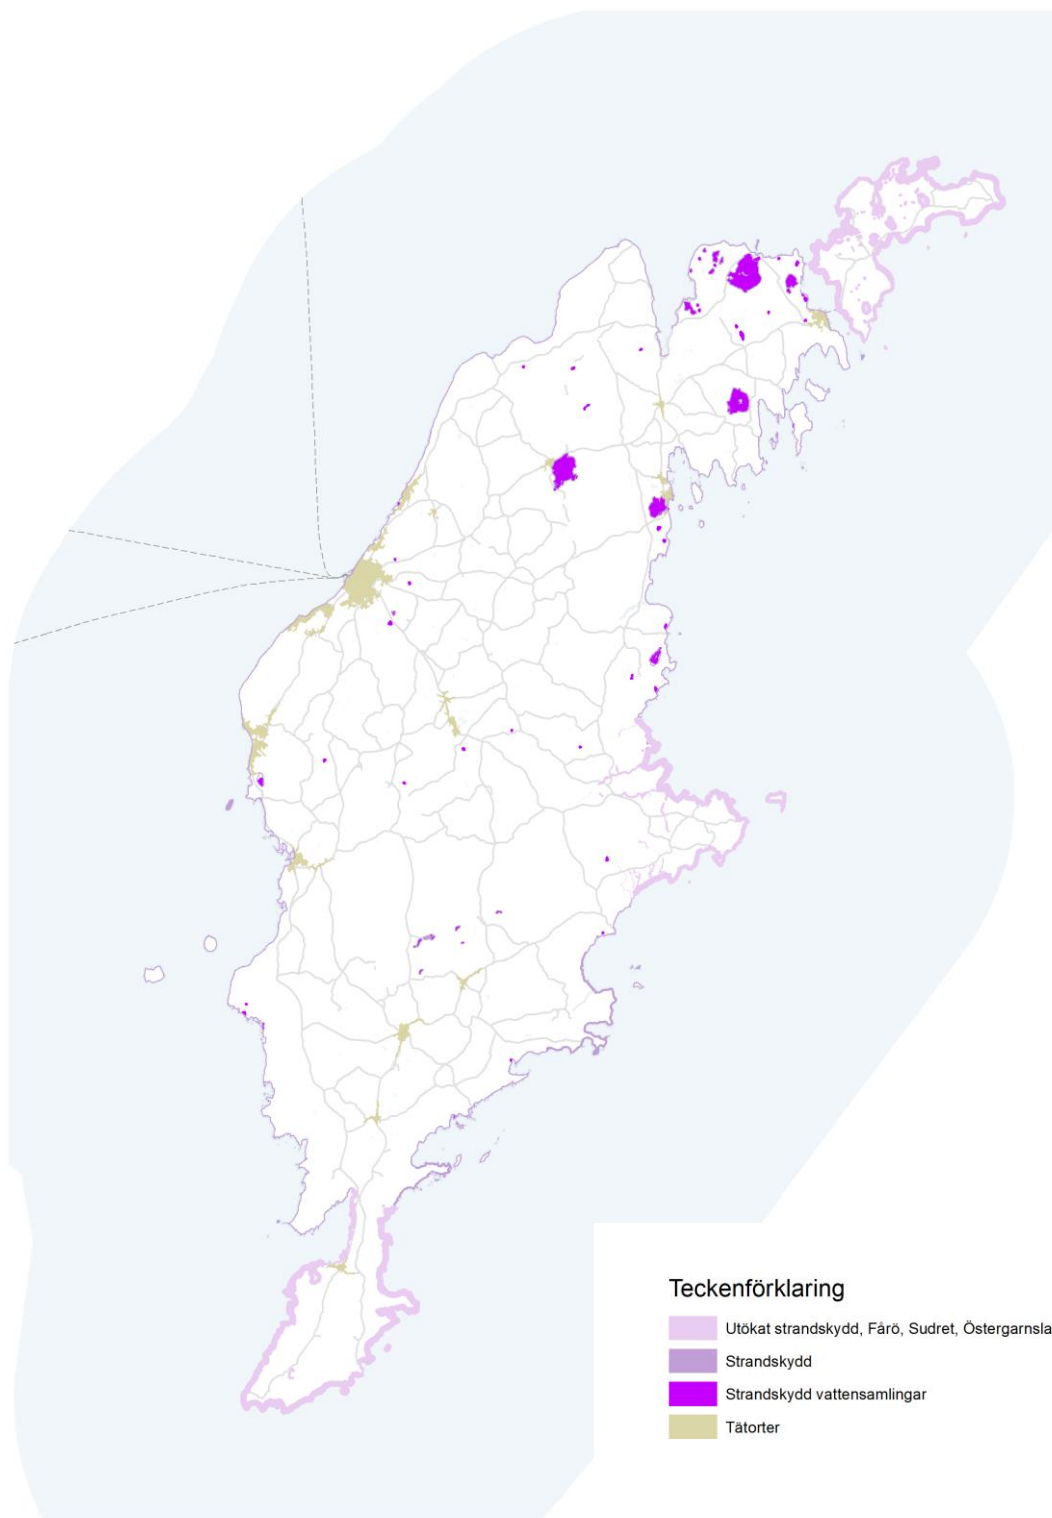 Teckenförklaring
Utökat strandskydd, Fårö, Sudret, Östergarnsla
Strandskydd
Strandskydd vattensamlingar
Tätorter